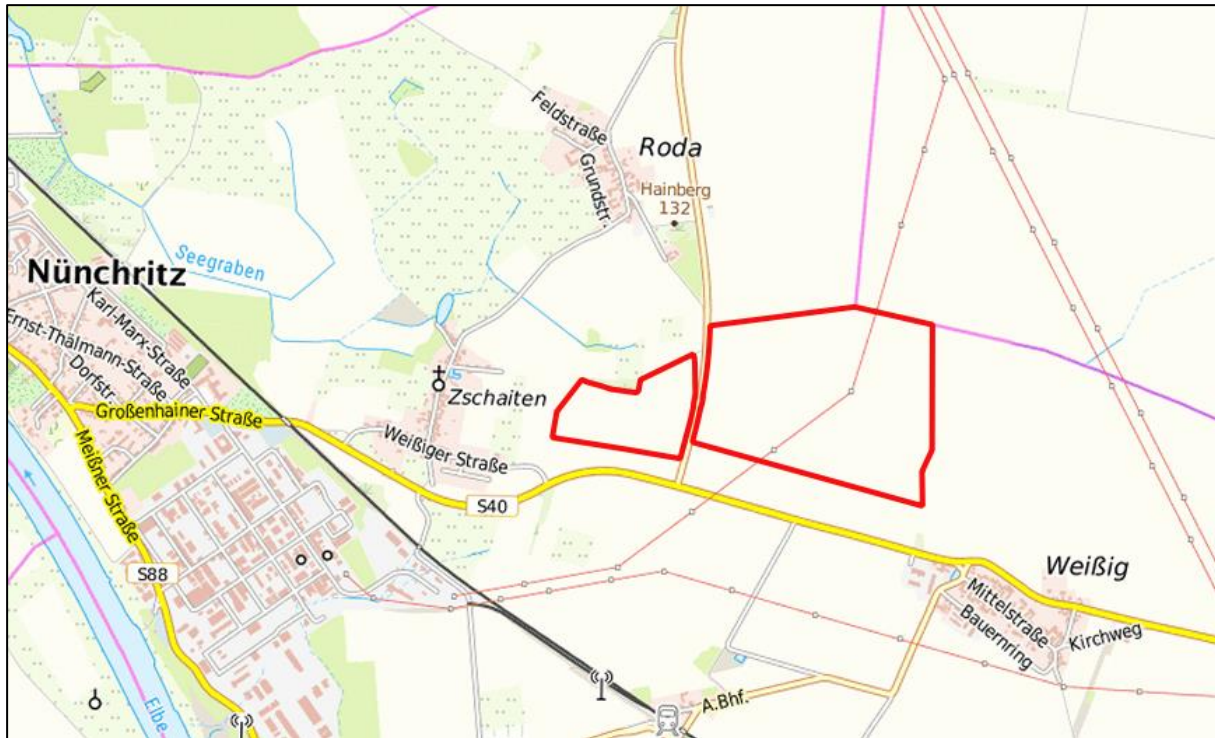 Feldstraße
Roda
Grundstr.
Hainberg
132
Seegraben
Nünchritz
Karl-Marx-Straße
Ernst-Thälmann-Straße
Dorfstr
Zschaiten
Großenhainer Straße
Weißiger Straße
Meißner Straße
S40
S88
Weißig
Mittelstraße
Bauernring
Kirchweg
A.Bhf.
Elbe